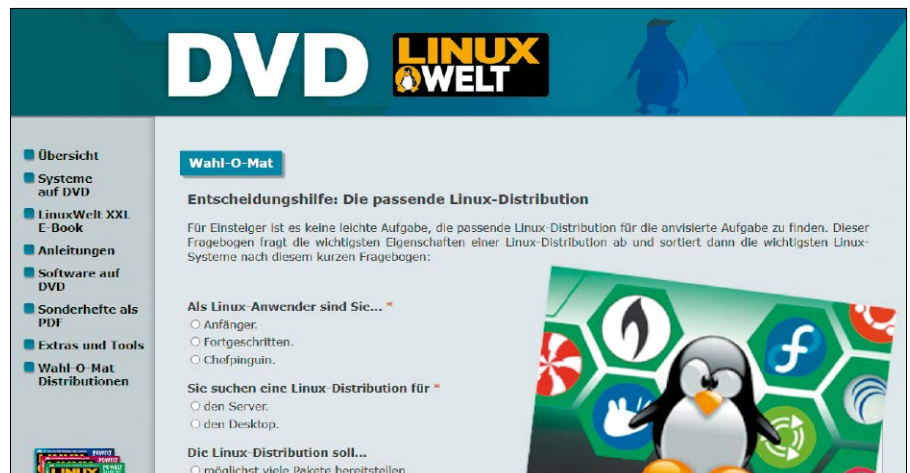 DVD LINUX
WELT
Übersicht
Systeme
auf DVD
LinuxWelt XXL
E-Book
Anleitungen
Software auf
DVD
Sonderhefte als
PDF
Extras und Tools
Wahl-O-Mat
Distributionen
Wahl-O-Mat
Entscheidungshilfe: Die passende Linux-Distribution
Für Einsteiger ist es keine leichte Aufgabe, die passende Linux-Distribution für die anvisierte Aufgabe zu finden. Dieser
Fragebogen fragt die wichtigsten Eigenschaften einer Linux-Distribution ab und sortiert dann die wichtigsten Linux-
Systeme nach diesem kurzen Fragebogen:
Als Linux-Anwender sind Sie... *
Anfänger.
Fortgeschritten.
Chefpinguin.
Sie suchen eine Linux-Distribution für *
den Server.
den Desktop.
Die Linux-Distribution soll...
möglichst viele Pakete bereitstellen